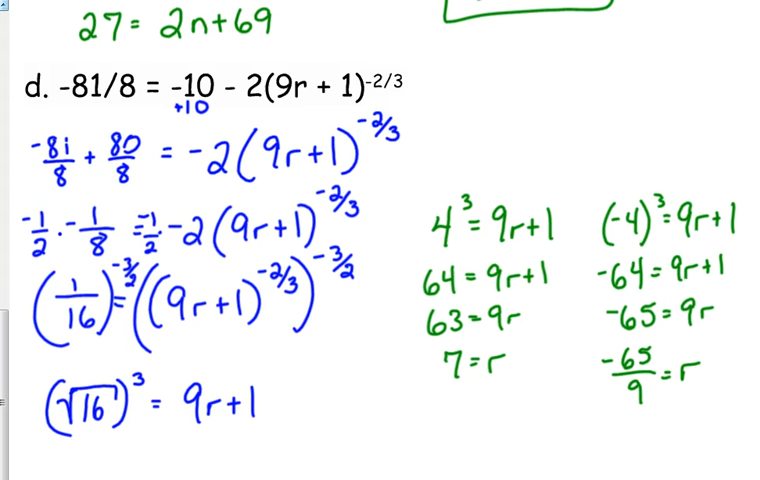 27 = 2n+69
d. -81/8 = -10 - 2(9r + 1)^-2/3
+10
-81/8 + 80/8 = -2(9r+1)^-2/3
-1/2 · -1/8 = -1/2 · -2(9r+1)^-2/3
(1/16)^-3/2 = ((9r+1)^-2/3)^-3/2
(√16)^3 = 9r+1
4^3 = 9r+1
64 = 9r+1
63 = 9r
7 = r
(-4)^3 = 9r+1
-64 = 9r+1
-65 = 9r
-65/9 = r